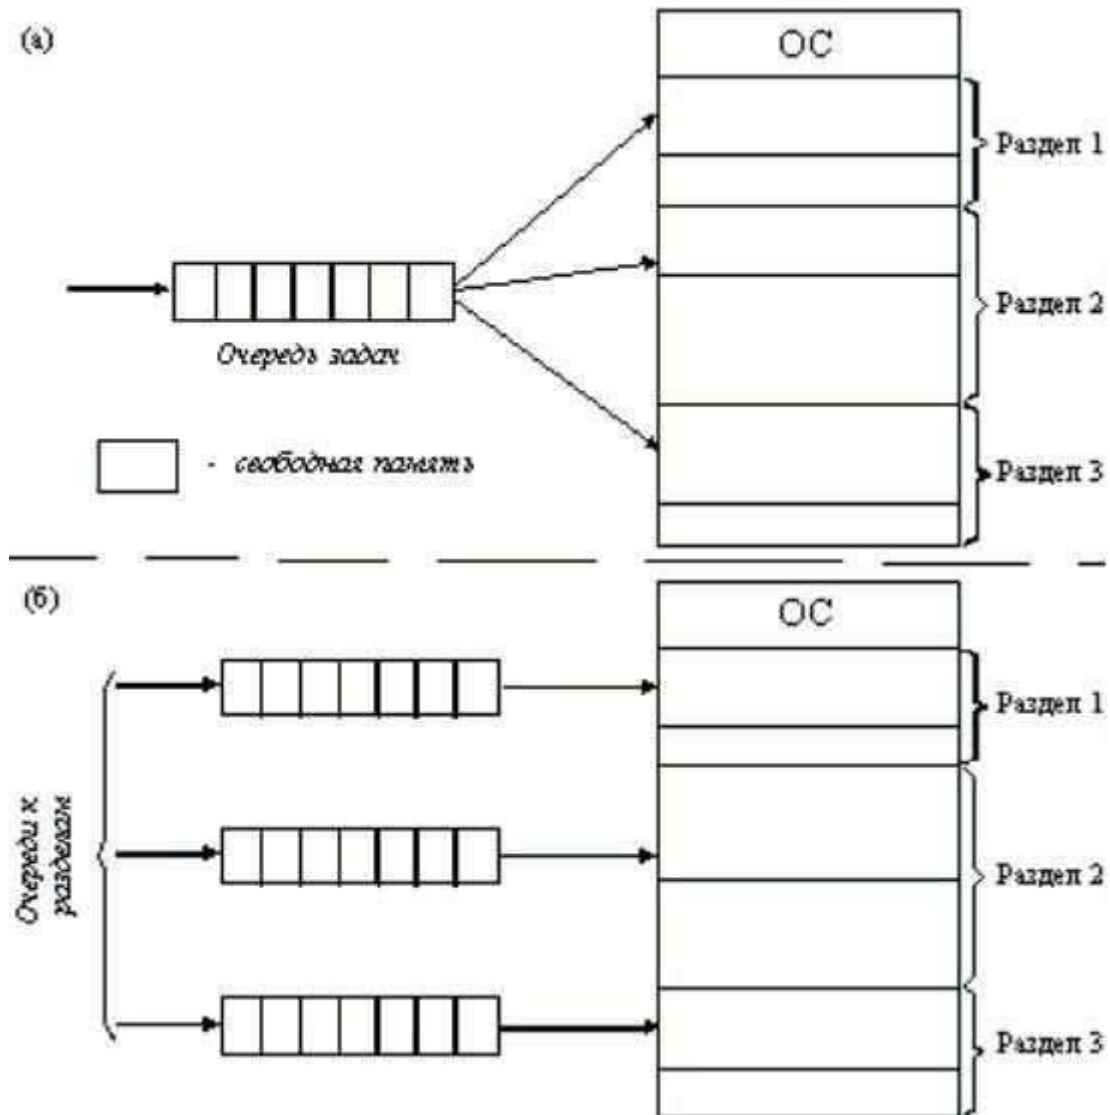 (а)
ОС
Раздел 1
Раздел 2
Очередь задач
Раздел 3
- свободная память
(б)
ОС
Раздел 1
Очереди к
разделам
Раздел 2
Раздел 3